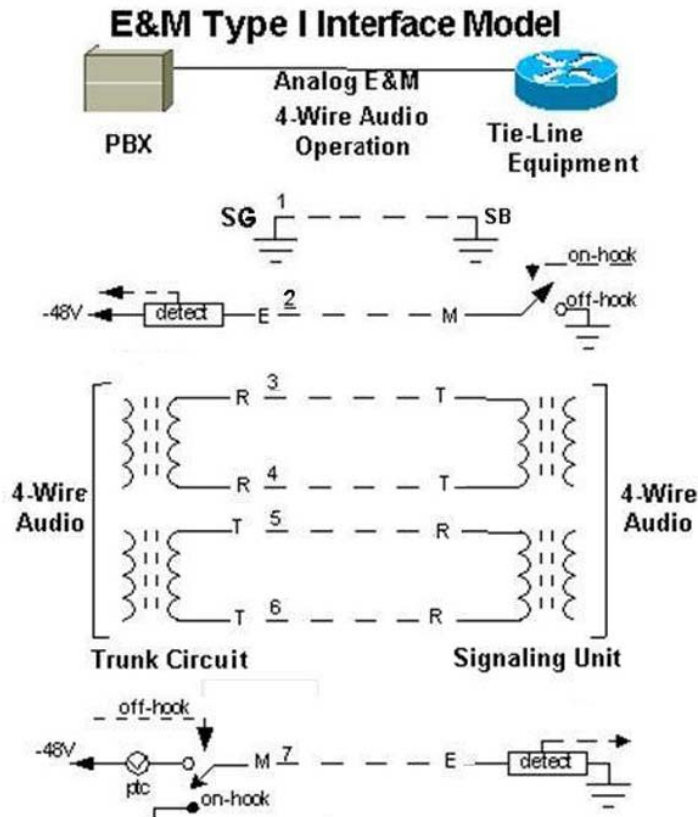 E&M Type I Interface Model
Analog E&M
4-Wire Audio
Operation
PBX
Tie-Line
Equipment
SG 1 SB
on-hook
-48V detect E 2 M off-hook
R 3 T
4-Wire
Audio
R 4 T
4-Wire
Audio
T 5 R
T 6 R
Trunk Circuit Signaling Unit
off-hook
-48V ptc M 7 E detect
on-hook